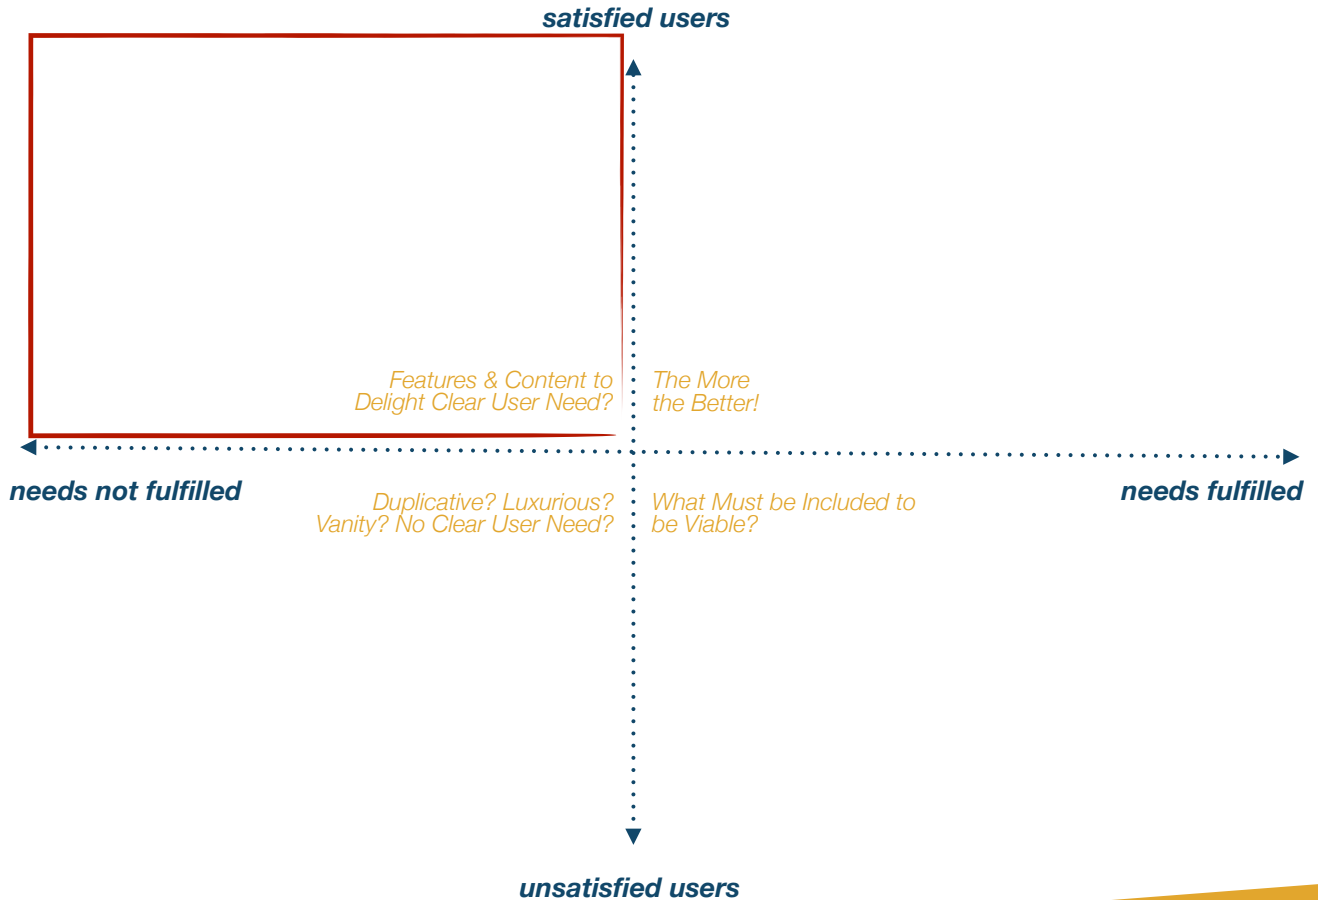 satisfied users
Features & Content to
Delight Clear User Need?
The More
the Better!
needs not fulfilled
needs fulfilled
Duplicative? Luxurious?
Vanity? No Clear User Need?
What Must be Included to
be Viable?
unsatisfied users